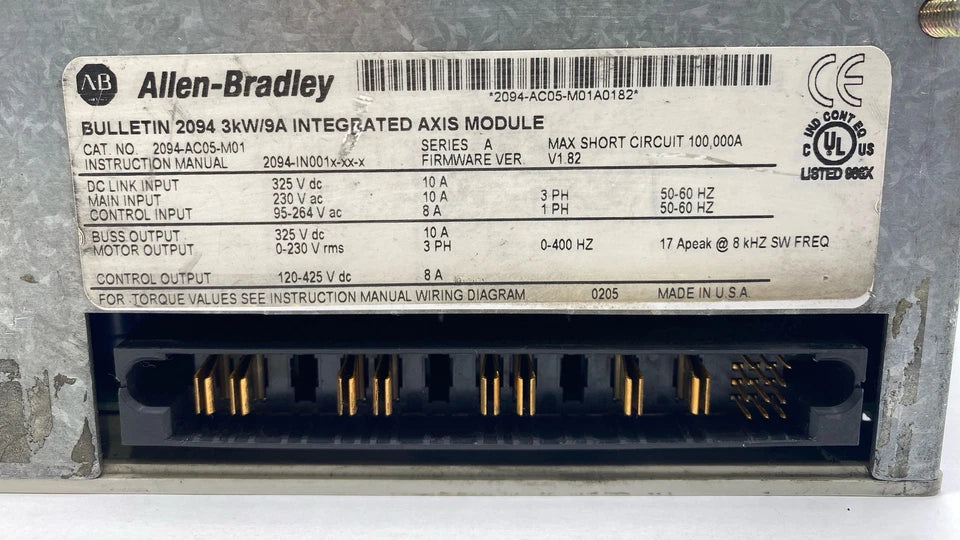 AB Allen-Bradley
*2094-AC05-M01A0182*
CE
BULLETIN 2094 3kW/9A INTEGRATED AXIS MODULE
CAT. NO. 2094-AC05-M01 SERIES A MAX SHORT CIRCUIT 100,000A
INSTRUCTION MANUAL 2094-IN001x-xx-x FIRMWARE VER. V1.82
IND CONT EQ
C UL US
LISTED
DC LINK INPUT 325 V dc 10 A
MAIN INPUT 230 V ac 10 A 3 PH 50-60 HZ
CONTROL INPUT 95-264 V ac 8 A 1 PH 50-60 HZ
BUSS OUTPUT 325 V dc 10 A
MOTOR OUTPUT 0-230 V rms 3 PH 0-400 HZ 17 Apeak @ 8 kHZ SW FREQ
CONTROL OUTPUT 120-425 V dc 8 A
FOR TORQUE VALUES SEE INSTRUCTION MANUAL WIRING DIAGRAM 0205 MADE IN U.S.A.